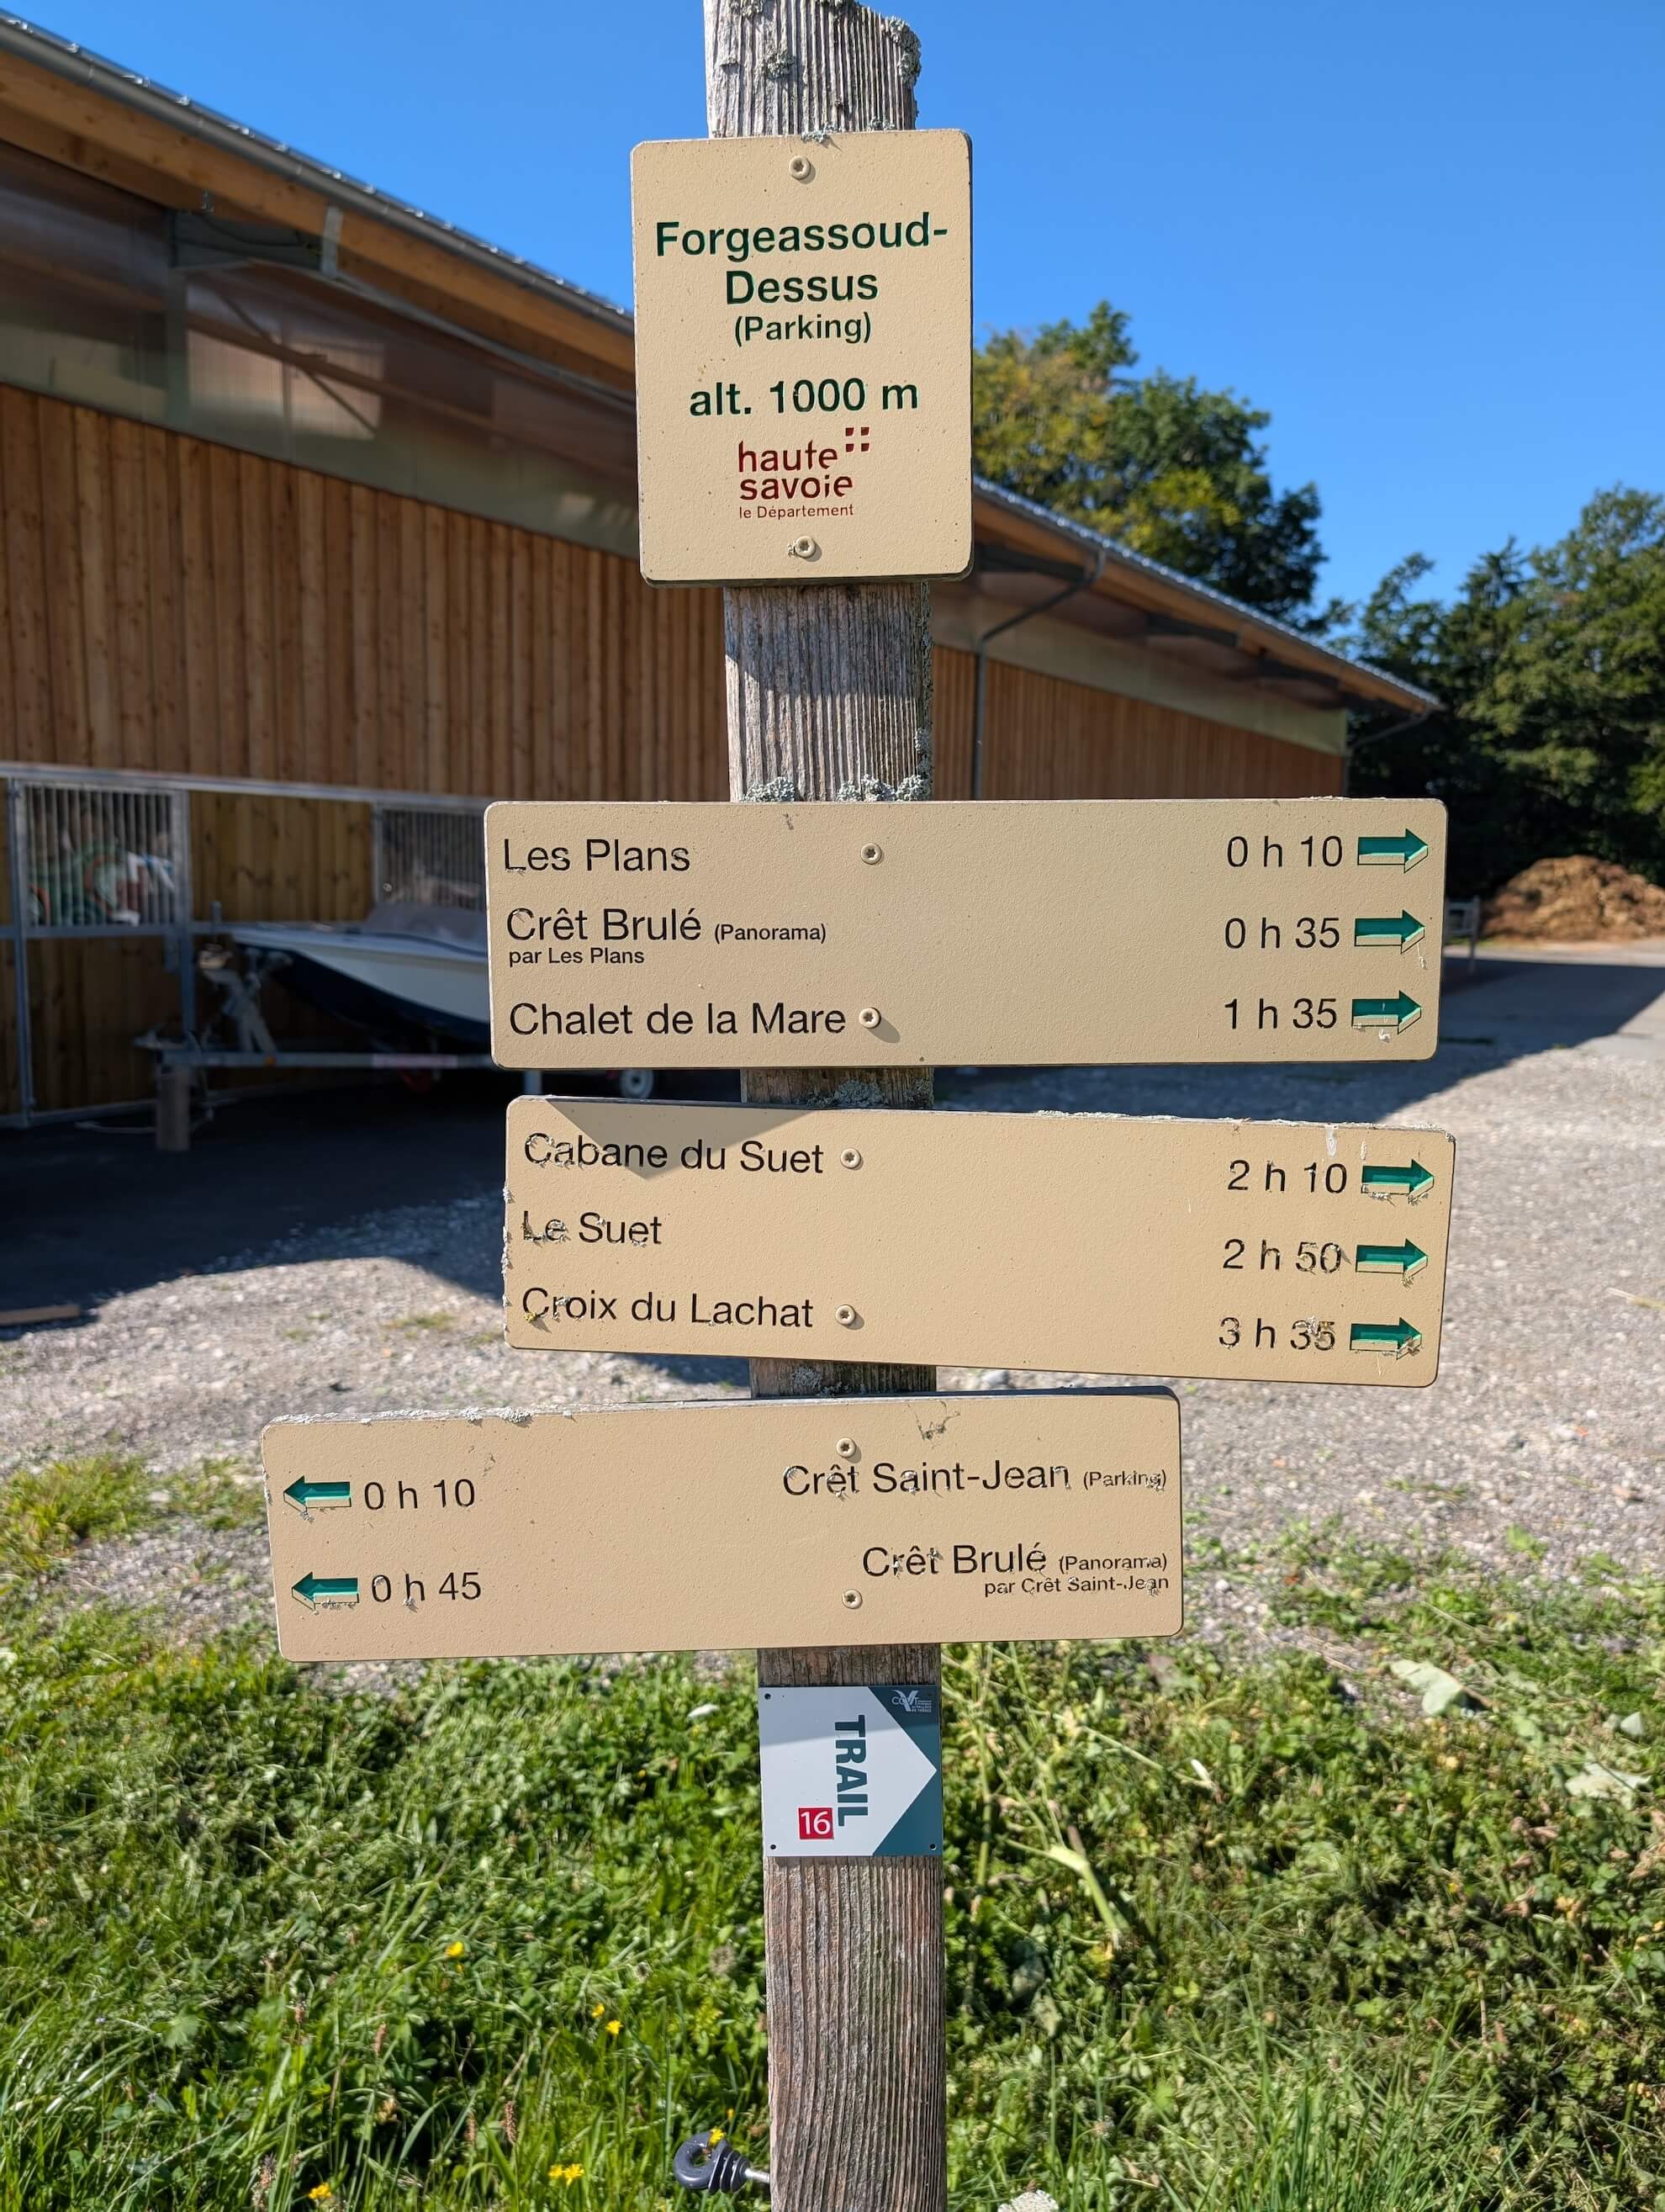 Forgeassoud-
Dessus
(Parking)
alt. 1000 m
haute
savoie
le Département
Les Plans 0 h 10
Crêt Brulé (Panorama) 0 h 35
par Les Plans
Chalet de la Mare 1 h 35
Cabane du Suet 2 h 10
Le Suet 2 h 50
Croix du Lachat 3 h 35
0 h 10 Crêt Saint-Jean (Parking)
0 h 45 Crêt Brulé (Panorama)
par Crêt Saint-Jean
TRAIL
16